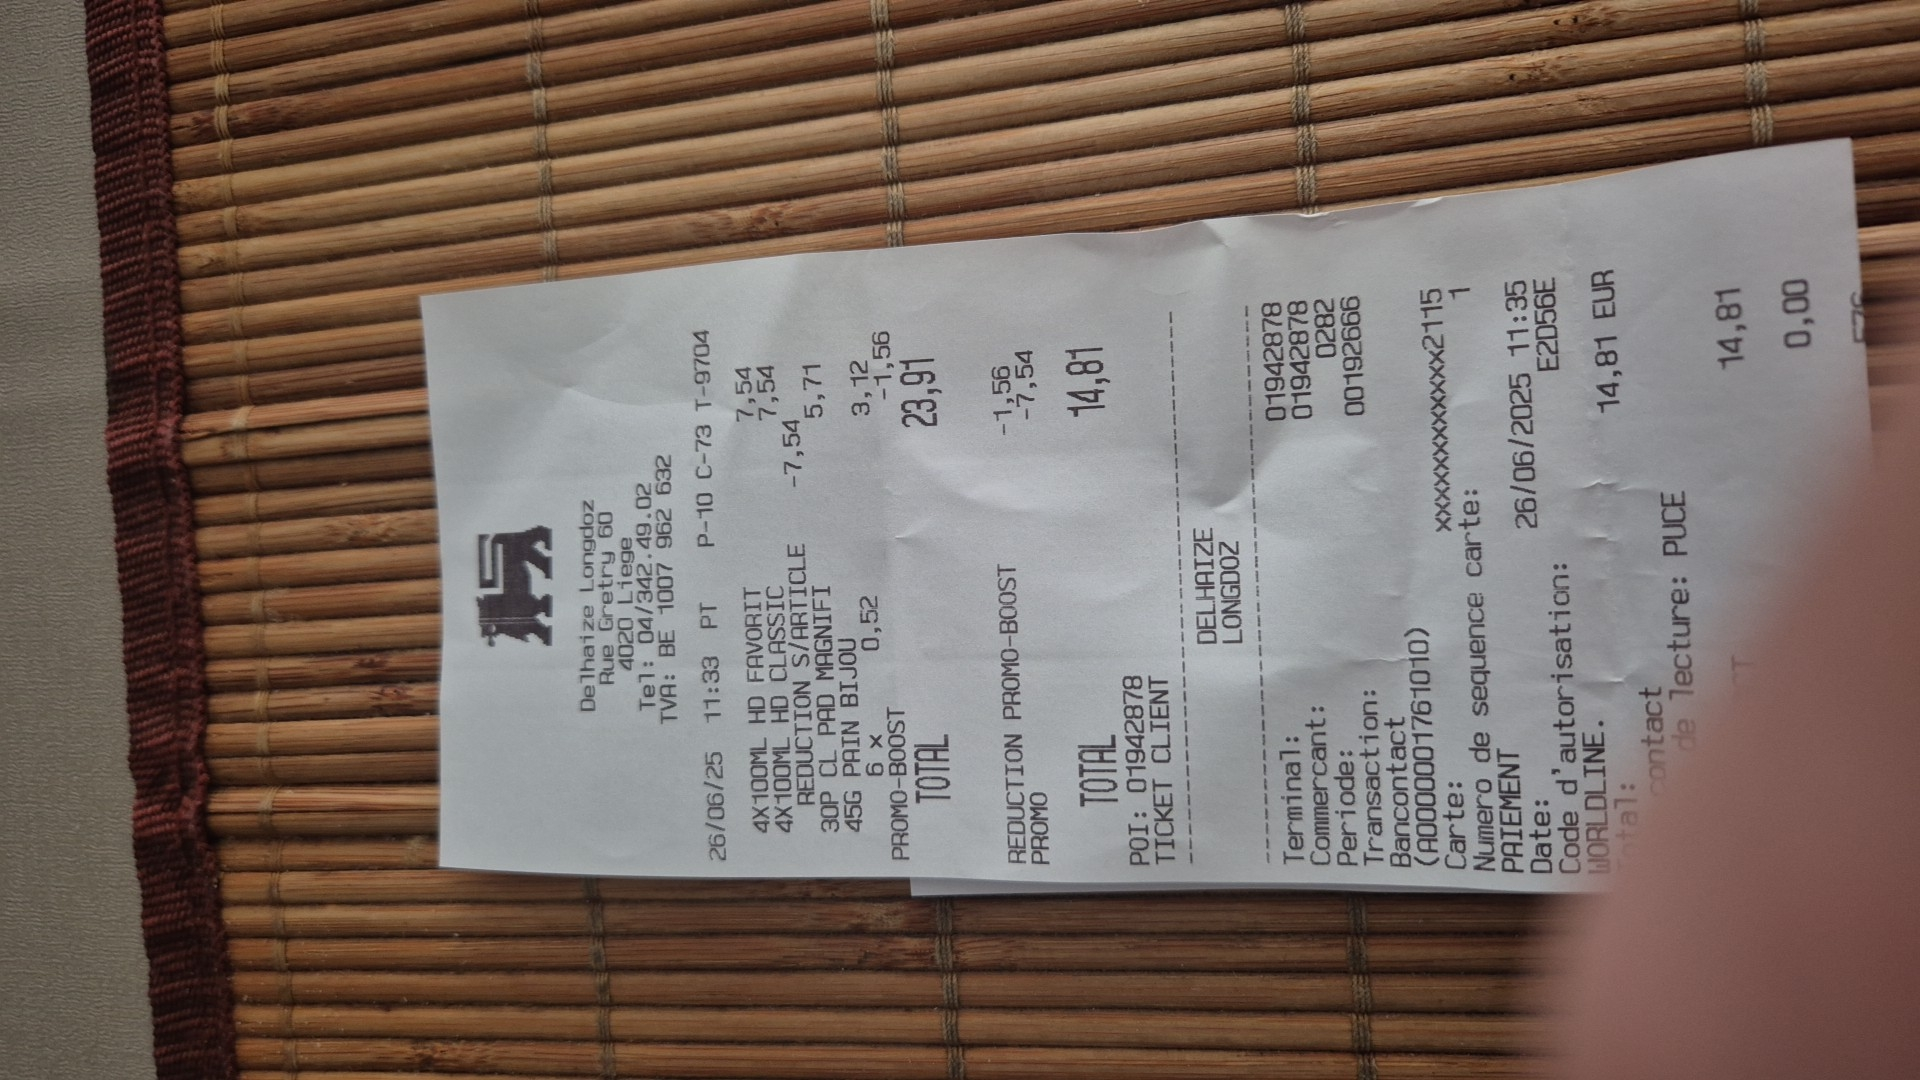 Delhaize Longdoz
Rue Gretry 60
4020 Liege
Tel: 04/342.49.02
TVA: BE 1007 962 632
26/06/25 11:33 PT P-10 C-73 T-9704
4X100ML HD FAVORIT 7,54
4X100ML HD CLASSIC 7,54
REDUCTION S/ARTICLE -7,54
30P CL PAD MAGNIFI 5,71
45G PAIN BIJOU
6 x 0,52 3,12
PROMO-BOOST -1,56
TOTAL 23,91
REDUCTION PROMO-BOOST -1,56
PROMO -7,54
TOTAL 14,81
POI: 01942878
TICKET CLIENT
DELHAIZE
LONGDOZ
Terminal: 01942878
Commercant: 01942878
Periode: 0282
Transaction: 00192666
Bancontact
(A0000001761010)
Carte: xxxxxxxxxxxxx2115
Numero de sequence carte: 1
PAIEMENT
Date: 26/06/2025 11:35
Code d'autorisation: E2D56E
WORLDLINE.
14,81 EUR
contact
de lecture: PUCE
14,81
0,00